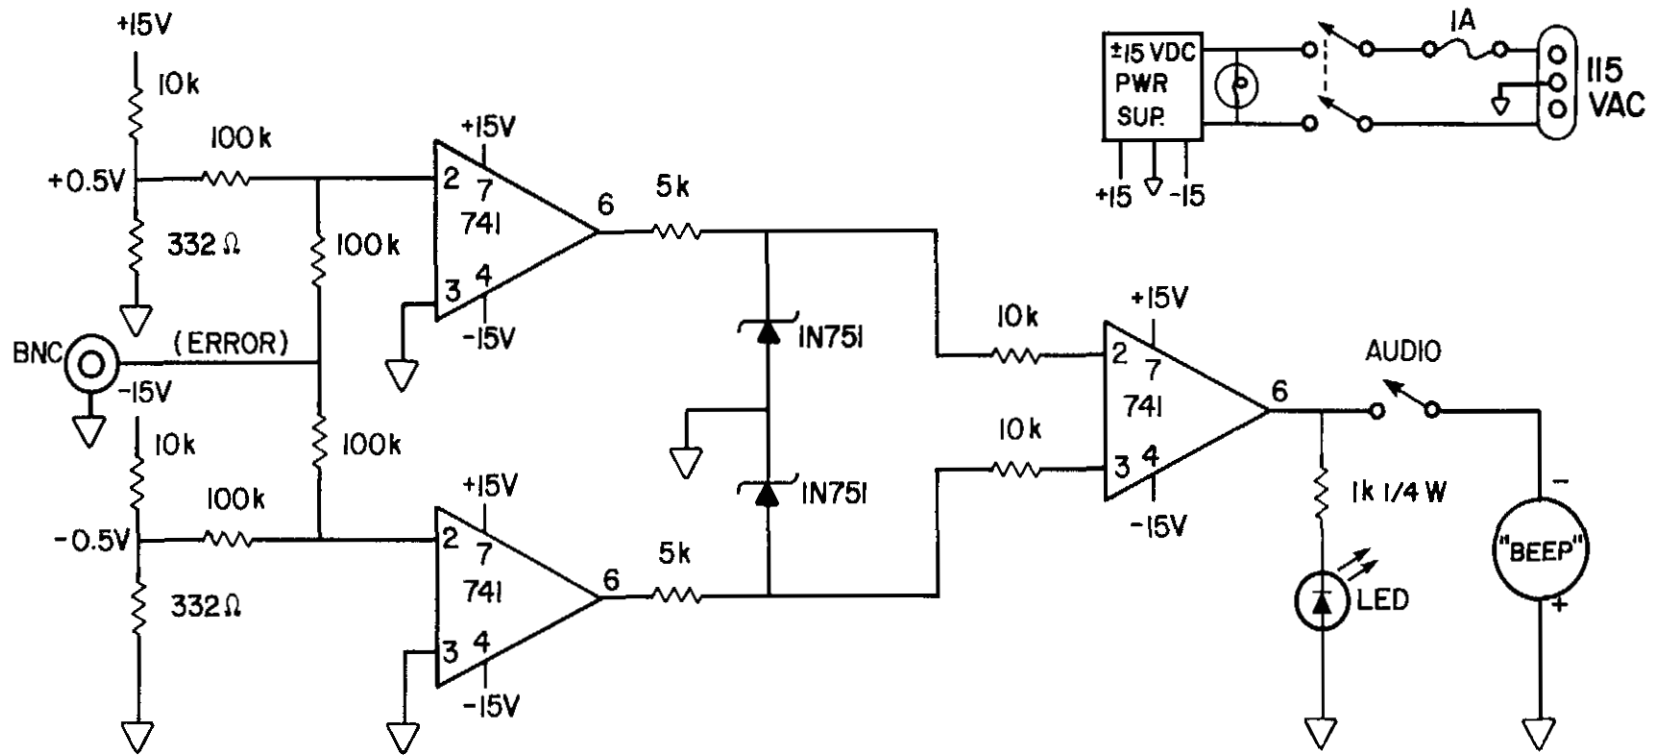 +15V
10k
100k
+0.5V
332Ω
100k
BNC
(ERROR)
-15V
10k
100k
100k
-0.5V
332Ω
+15V
2
7
741
6
3
4
-15V
+15V
2
7
741
6
3
4
-15V
5k
5k
1N751
1N751
10k
10k
+15V
2
7
741
6
3
4
-15V
AUDIO
1k 1/4 W
LED
-
"BEEP"
+
±15 VDC
PWR
SUP.
+15
-15
1A
115
VAC